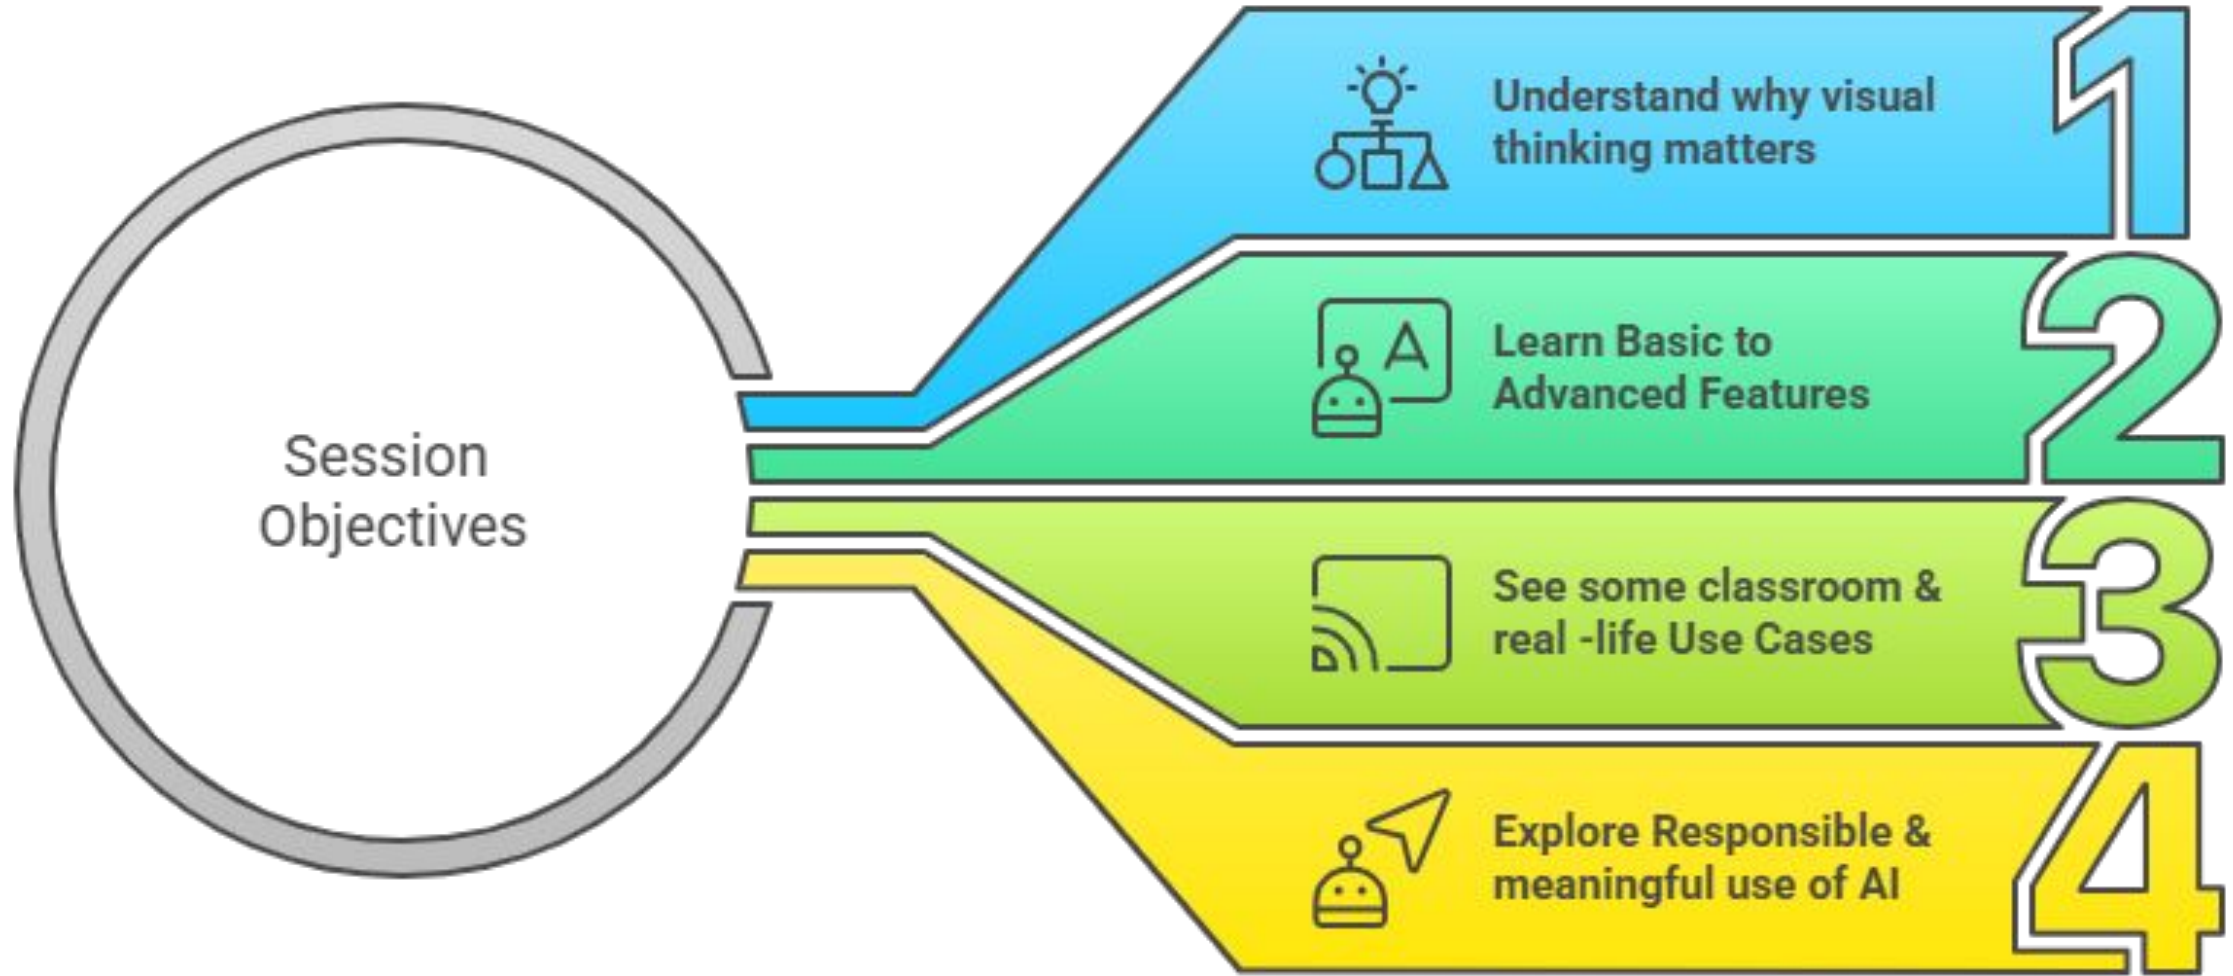 Session
Objectives
Understand why visual
thinking matters
1
A
Learn Basic to
Advanced Features
2
See some classroom &
real -life Use Cases
3
Explore Responsible &
meaningful use of AI
4